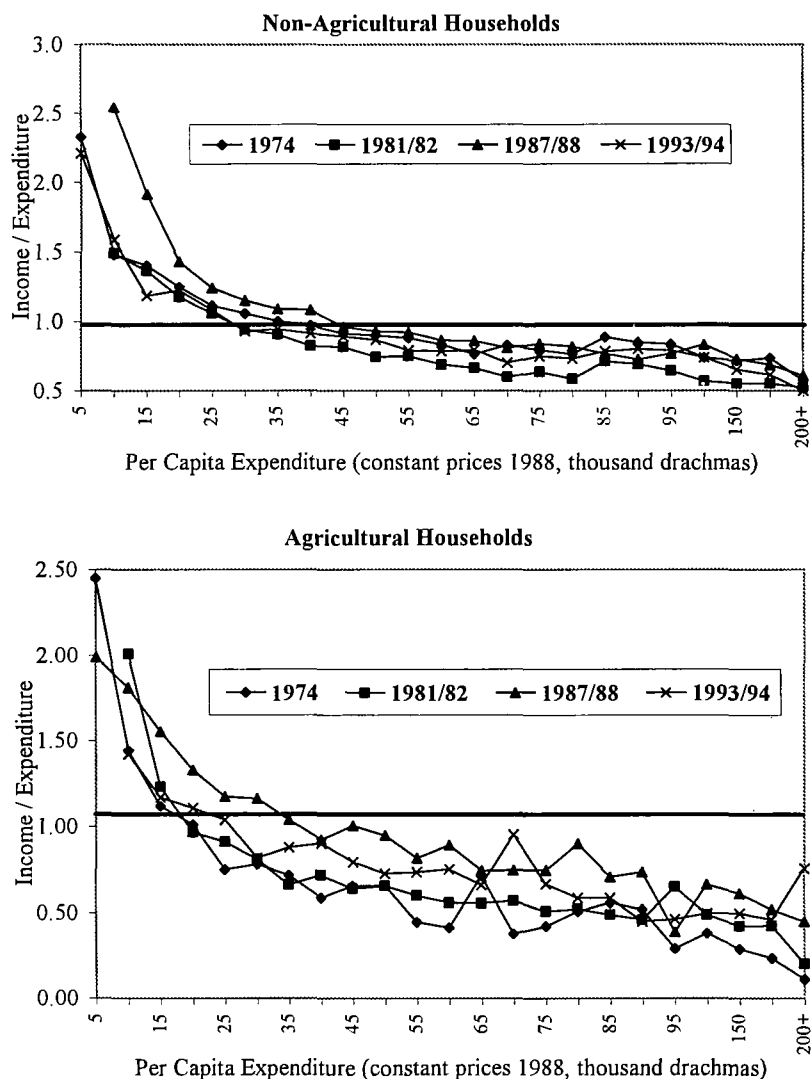 Non-Agricultural Households
3.0
2.5
2.0
1.5
1.0
0.5
Income / Expenditure
1974 1981/82 1987/88 1993/94
5 15 25 35 45 55 65 75 85 95 150 200+
Per Capita Expenditure (constant prices 1988, thousand drachmas)
Agricultural Households
2.50
2.00
1.50
1.00
0.50
0.00
Income / Expenditure
1974 1981/82 1987/88 1993/94
5 15 25 35 45 55 65 75 85 95 150 200+
Per Capita Expenditure (constant prices 1988, thousand drachmas)